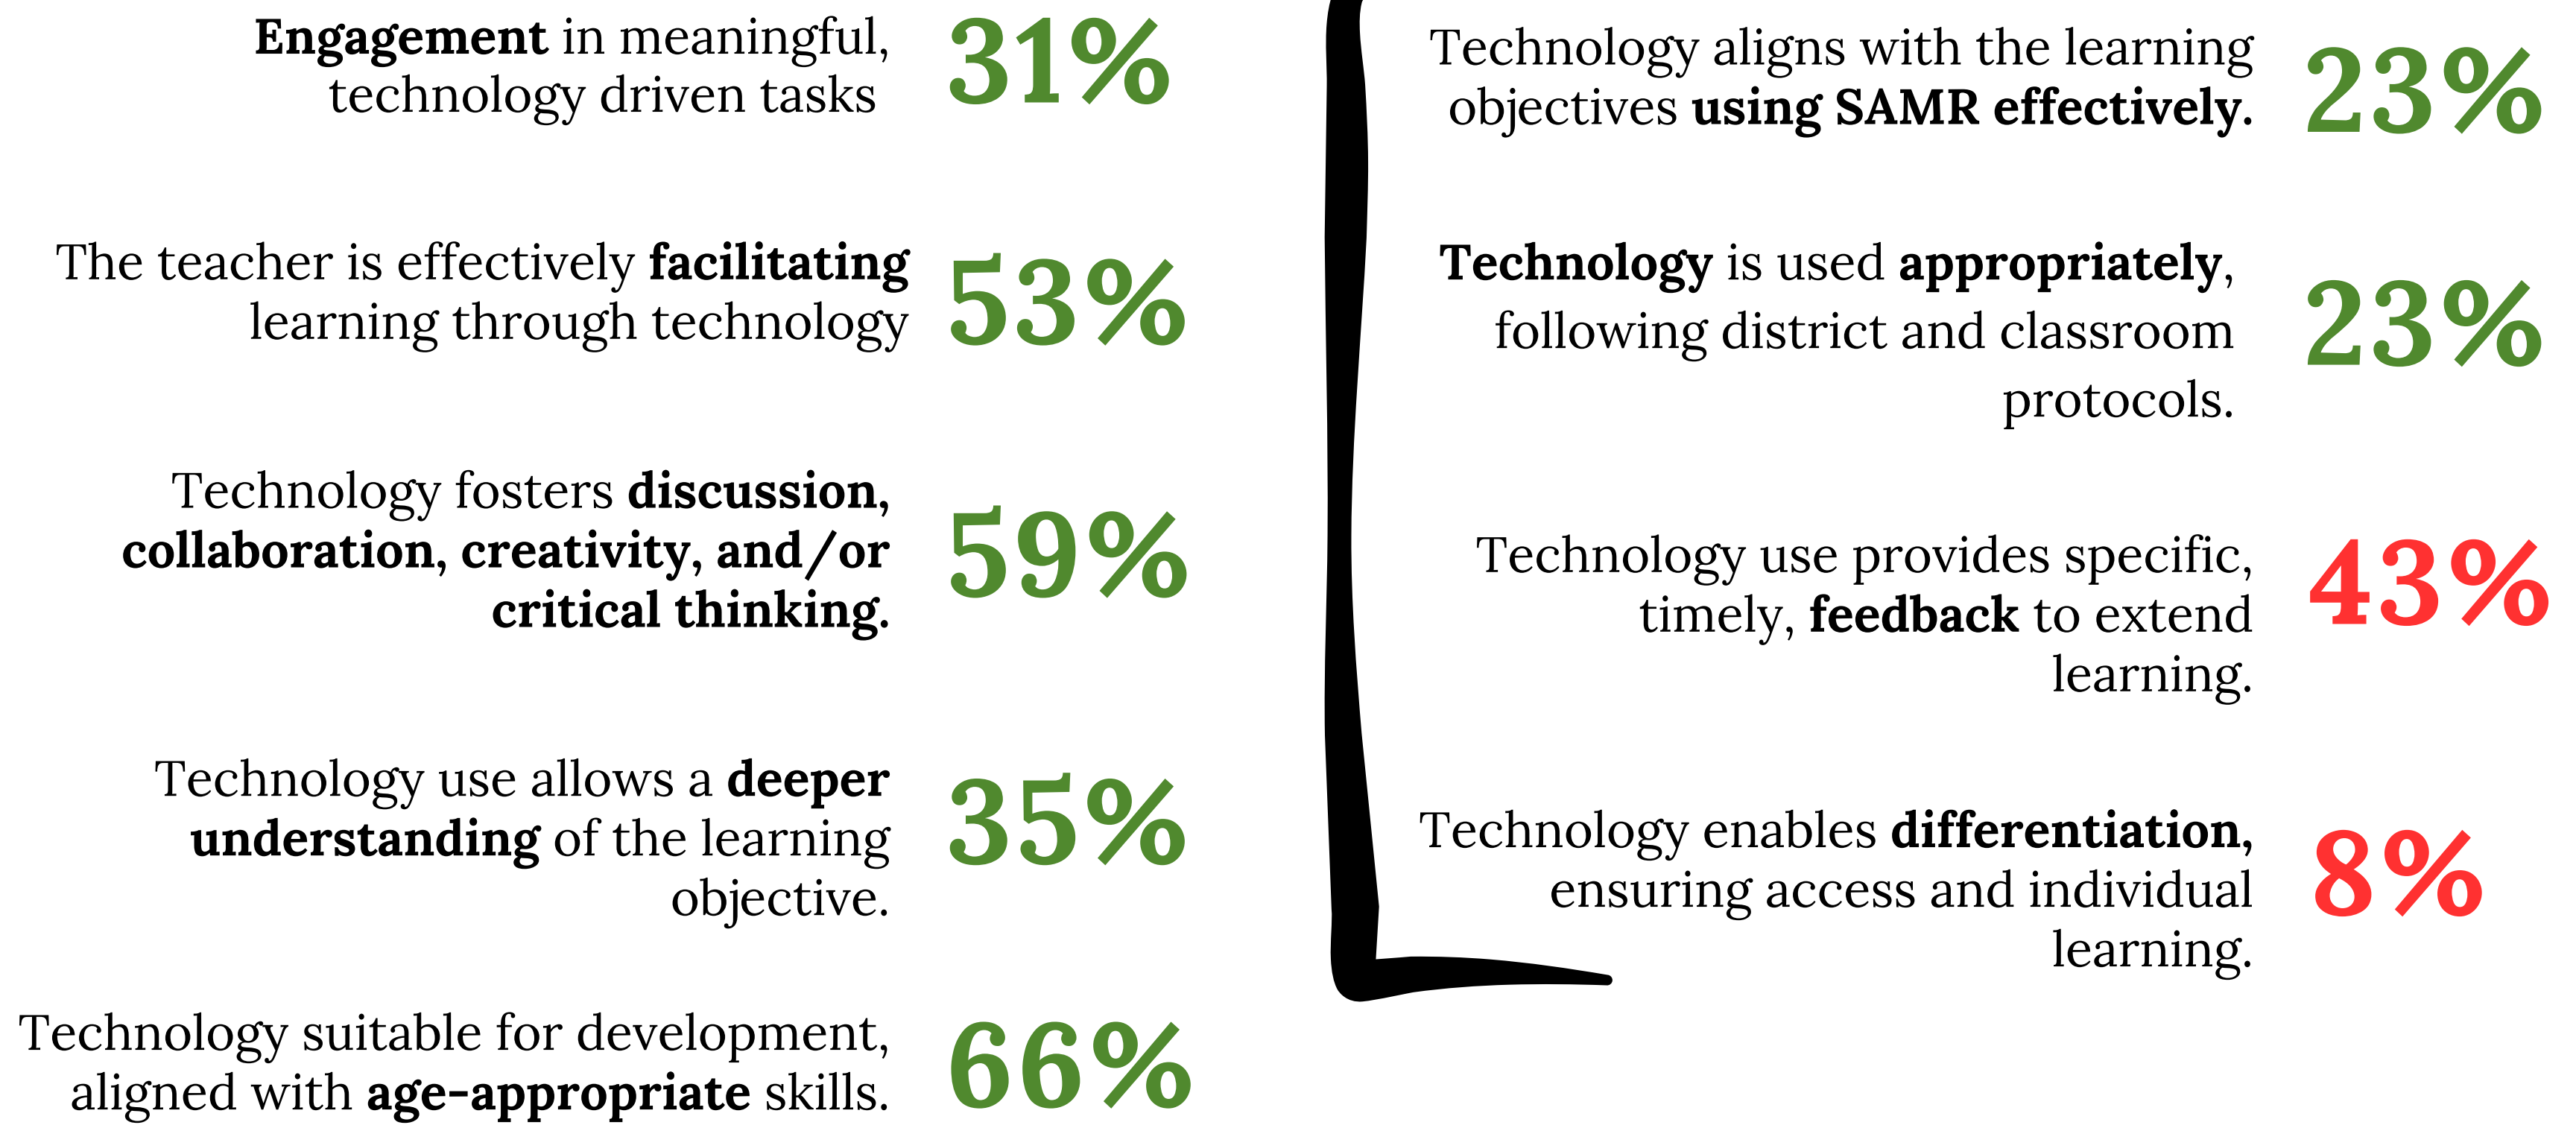 Engagement in meaningful,
technology driven tasks
31%
The teacher is effectively facilitating
learning through technology
53%
Technology fosters discussion,
collaboration, creativity, and/or
critical thinking.
59%
Technology use allows a deeper
understanding of the learning
objective.
35%
Technology suitable for development,
aligned with age-appropriate skills.
66%
Technology aligns with the learning
objectives using SAMR effectively.
23%
Technology is used appropriately,
following district and classroom
protocols.
23%
Technology use provides specific,
timely, feedback to extend
learning.
43%
Technology enables differentiation,
ensuring access and individual
learning.
8%